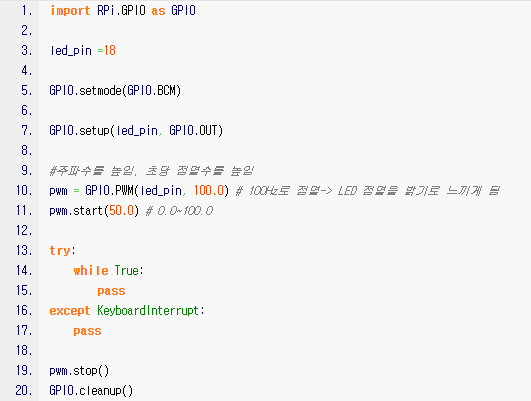 1. import RPi.GPIO as GPIO
2.
3. led_pin =18
4.
5. GPIO.setmode(GPIO.BCM)
6.
7. GPIO.setup(led_pin, GPIO.OUT)
8.
9. #주파수를 높임, 초당 점멸수를 높임
10. pwm = GPIO.PWM(led_pin, 100.0) # 100Hz로 점멸-> LED 점멸을 밝기로 느끼게 됨
11. pwm.start(50.0) # 0.0~100.0
12.
13. try:
14. while True:
15. pass
16. except KeyboardInterrupt:
17. pass
18.
19. pwm.stop()
20. GPIO.cleanup()